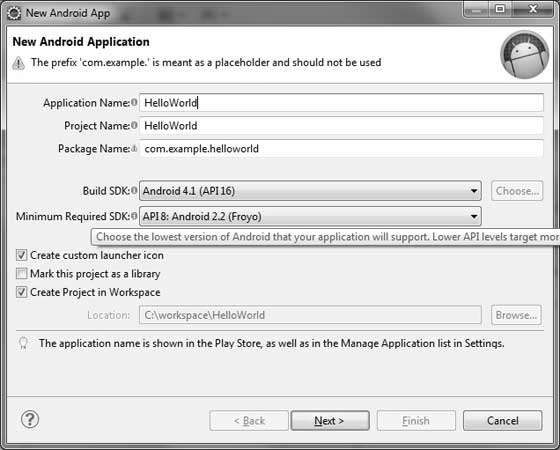 New Android App
New Android Application
The prefix 'com.example.' is meant as a placeholder and should not be used
Application Name: HelloWorld
Project Name: HelloWorld
Package Name: com.example.helloworld
Build SDK: Android 4.1 (API 16) Choose...
Minimum Required SDK: API 8: Android 2.2 (Froyo)
Choose the lowest version of Android that your application will support. Lower API levels target mor
Create custom launcher icon
Mark this project as a library
Create Project in Workspace
Location: C:\workspace\HelloWorld Browse...
The application name is shown in the Play Store, as well as in the Manage Application list in Settings.
? < Back Next > Finish Cancel